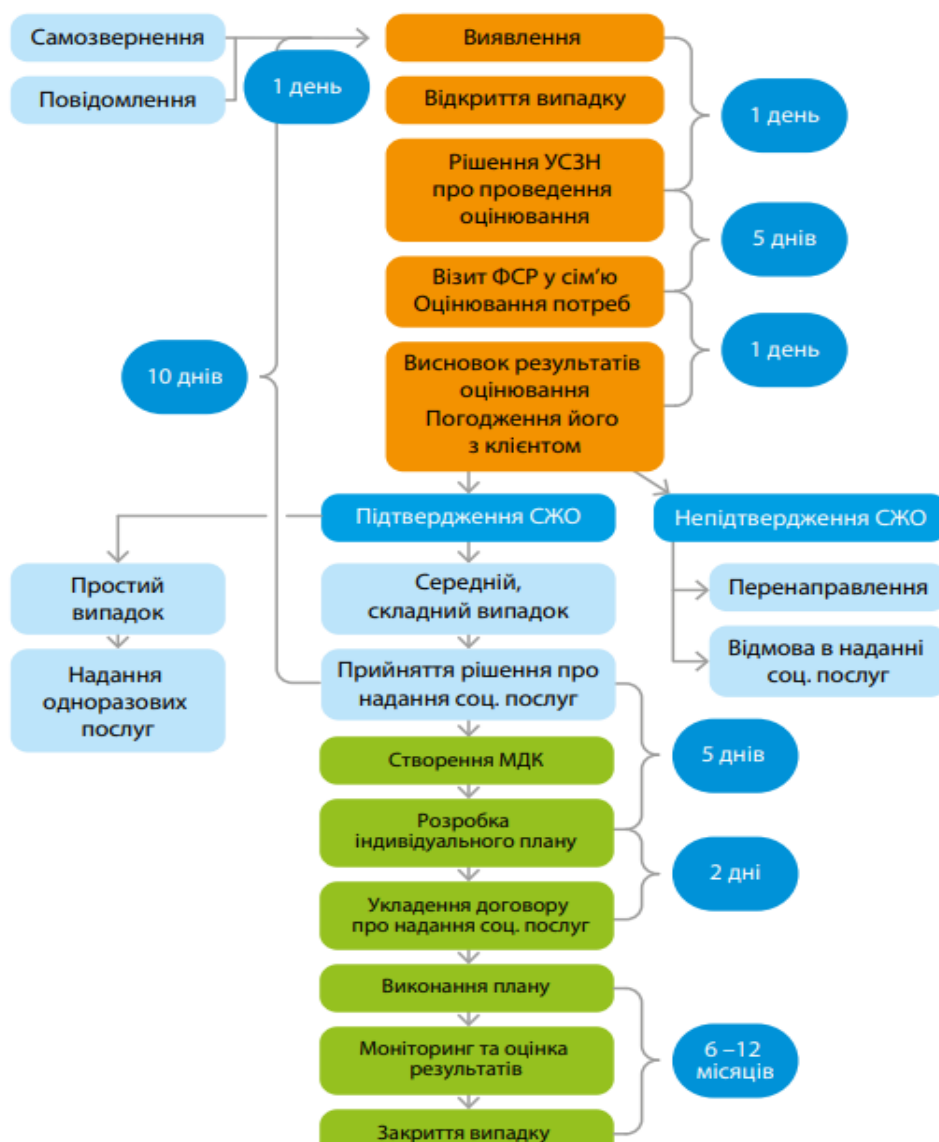 Самозвернення
Повідомлення
1 день
Виявлення
Відкриття випадку
1 день
Рішення УСЗН
про проведення
оцінювання
5 днів
Візит ФСР у сім’ю
Оцінювання потреб
1 день
10 днів
Висновок результатів
оцінювання
Погодження його
з клієнтом
Підтвердження СЖО
Непідтвердження СЖО
Простий
випадок
Середній,
складний випадок
Перенаправлення
Надання
одноразових
послуг
Прийняття рішення про
надання соц. послуг
Відмова в наданні
соц. послуг
Створення МДК
5 днів
Розробка
індивідуального плану
2 дні
Укладення договору
про надання соц. послуг
Виконання плану
Моніторинг та оцінка
результатів
6 –12
місяців
Закриття випадку